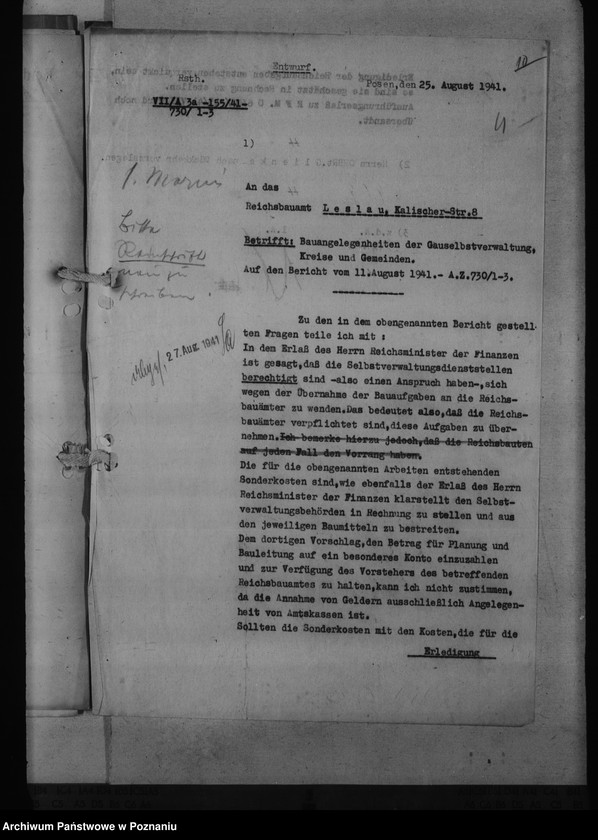 Entwurf.
10
Hsth.
Posen,den 25. August 1941.
VII/A) 3a -155/41-
730/ 1-3
1)
An das
Reichsbauamt L e s l a u, Kalischer-Str.8
Betrifft: Bauangelegenheiten der Gauselbstverwaltung,
Kreise und Gemeinden.
Auf den Bericht vom 11.August 1941.- A.Z.730/1-3.
Bitte
27. Aug. 1941
Zu den in dem obengenannten Bericht gestell-
ten Fragen teile ich mit :
In dem Erlaß des Herrn Reichsminister der Finanzen
ist gesagt,daß die Selbstverwaltungsdienststellen
berechtigt sind -also einen Anspruch haben-,sich
wegen der Übernahme der Bauaufgaben an die Reichs-
bauämter zu wenden.Das bedeutet also,daß die Reichs-
bauämter verpflichtet sind,diese Aufgaben zu über-
nehmen.Ich bemerke hierzu jedoch,daß die Reichsbauten
auf jeden Fall den Vorrang haben.
Die für die obengenannten Arbeiten entstehenden
Sonderkosten sind,wie ebenfalls der Erlaß des Herrn
Reichsminister der Finanzen klarstellt den Selbst-
verwaltungsbehörden in Rechnung zu stellen und aus
den jeweiligen Baumitteln zu bestreiten.
Dem dortigen Vorschlag,den Betrag für Planung und
Bauleitung auf ein besonderes Konto einzuzahlen
und zur Verfügung des Vorstehers des betreffenden
Reichsbauamtes zu halten,kann ich nicht zustimmen,
da die Annahme von Geldern ausschließlich Angelegen-
heit von Amtskassen ist.
Sollten die Sonderkosten mit den Kosten,die für die
Erledigung
Archiwum Państwowe w Poznaniu